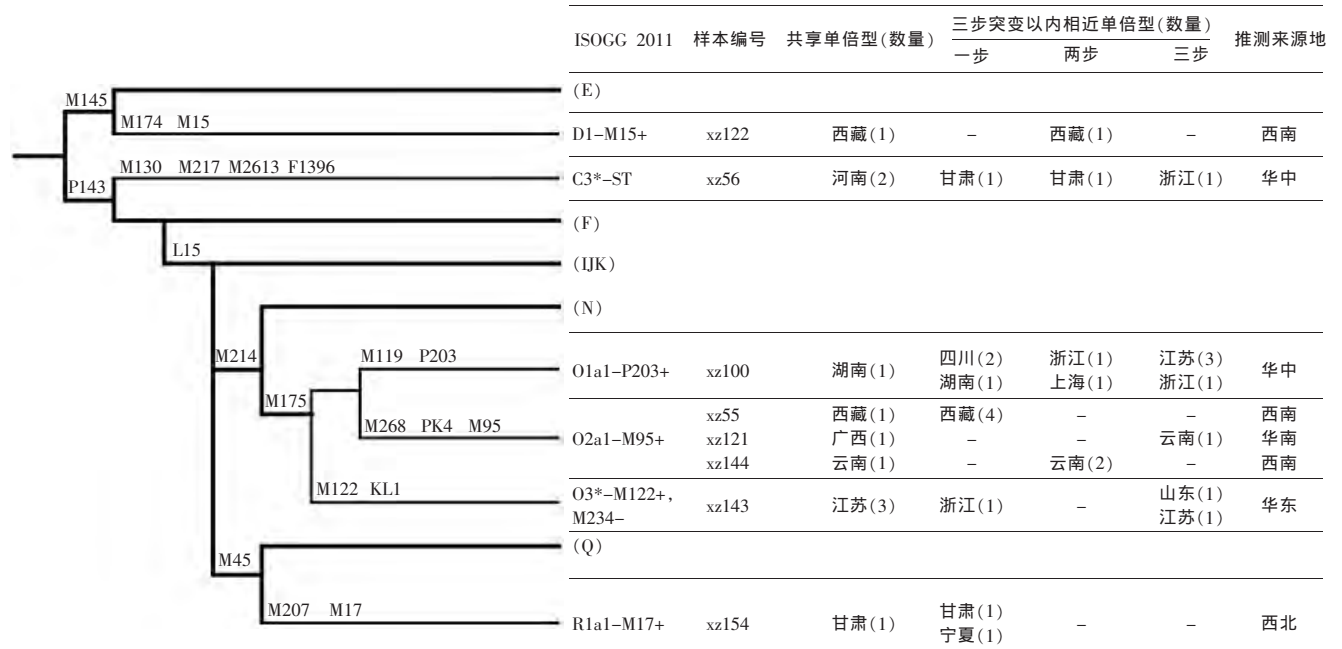 三步突变以内相近单倍型(数量)
ISOGG 2011 样本编号 共享单倍型(数量) 推测来源地
一步 两步 三步
(E)
M145
M174 M15
D1-M15+ xz122 西藏(1) - 西藏(1) - 西南
M130 M217 M2613 F1396
C3*-ST xz56 河南(2) 甘肃(1) 甘肃(1) 浙江(1) 华中
P143
(F)
L15
(IJK)
(N)
M214
M119 P203
O1a1-P203+ xz100 湖南(1) 四川(2) 浙江(1) 江苏(3) 华中
湖南(1) 上海(1) 浙江(1)
M175
xz55 西藏(1) 西藏(4) - - 西南
M268 PK4 M95
O2a1-M95+ xz121 广西(1) - - 云南(1) 华南
xz144 云南(1) - 云南(2) - 西南
M122 KL1
O3*-M122+, xz143 江苏(3) 浙江(1) - 山东(1) 华东
M234- 江苏(1)
(Q)
M45
M207 M17
R1a1-M17+ xz154 甘肃(1) 甘肃(1) - - 西北
宁夏(1)